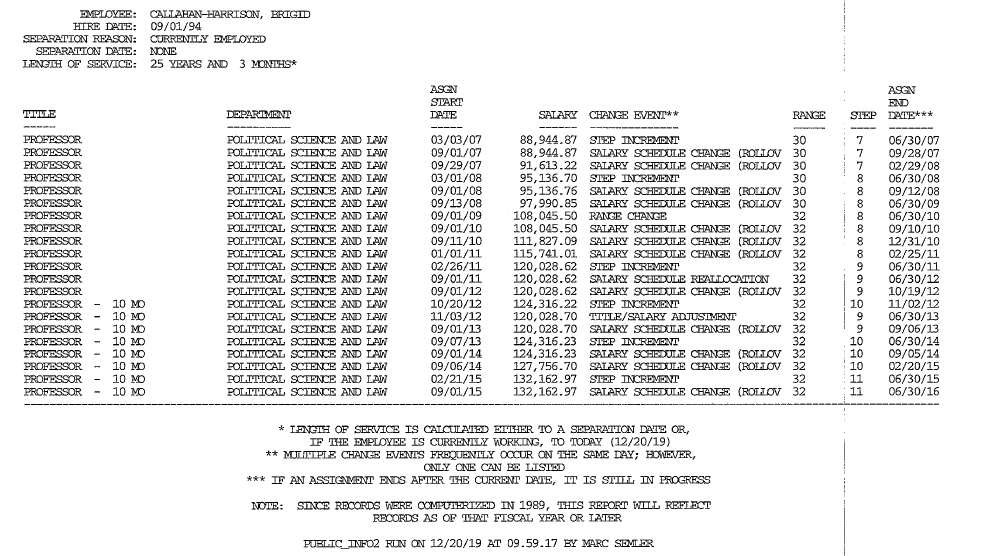 EMPLOYEE: CALLAHAN-HARRISON, BRIGID
HIRE DATE: 09/01/94
SEPARATION REASON: CURRENTLY EMPLOYED
SEPARATION DATE: NONE
LENGTH OF SERVICE: 25 YEARS AND 3 MONTHS*
ASGN ASGN
START END
TITLE DEPARTMENT DATE SALARY CHANGE EVENT** RANGE STEP DATE***
PROFESSOR POLITICAL SCIENCE AND LAW 03/03/07 88,944.87 STEP INCREMENT 30 7 06/30/07
PROFESSOR POLITICAL SCIENCE AND LAW 09/01/07 88,944.87 SALARY SCHEDULE CHANGE (ROLLOV 30 7 09/28/07
PROFESSOR POLITICAL SCIENCE AND LAW 09/29/07 91,613.22 SALARY SCHEDULE CHANGE (ROLLOV 30 7 02/29/08
PROFESSOR POLITICAL SCIENCE AND LAW 03/01/08 95,136.70 STEP INCREMENT 30 8 06/30/08
PROFESSOR POLITICAL SCIENCE AND LAW 09/01/08 95,136.76 SALARY SCHEDULE CHANGE (ROLLOV 30 8 09/12/08
PROFESSOR POLITICAL SCIENCE AND LAW 09/13/08 97,990.85 SALARY SCHEDULE CHANGE (ROLLOV 30 8 06/30/09
PROFESSOR POLITICAL SCIENCE AND LAW 09/01/09 108,045.50 RANGE CHANGE 32 8 06/30/10
PROFESSOR POLITICAL SCIENCE AND LAW 09/01/10 108,045.50 SALARY SCHEDULE CHANGE (ROLLOV 32 8 09/10/10
PROFESSOR POLITICAL SCIENCE AND LAW 09/11/10 111,827.09 SALARY SCHEDULE CHANGE (ROLLOV 32 8 12/31/10
PROFESSOR POLITICAL SCIENCE AND LAW 01/01/11 115,741.01 SALARY SCHEDULE CHANGE (ROLLOV 32 8 02/25/11
PROFESSOR POLITICAL SCIENCE AND LAW 02/26/11 120,028.62 STEP INCREMENT 32 9 06/30/11
PROFESSOR POLITICAL SCIENCE AND LAW 09/01/11 120,028.62 SALARY SCHEDULE REALLOCATION 32 9 06/30/12
PROFESSOR POLITICAL SCIENCE AND LAW 09/01/12 120,028.62 SALARY SCHEDULE CHANGE (ROLLOV 32 9 10/19/12
PROFESSOR - 10 MO POLITICAL SCIENCE AND LAW 10/20/12 124,316.22 STEP INCREMENT 32 10 11/02/12
PROFESSOR - 10 MO POLITICAL SCIENCE AND LAW 11/03/12 120,028.70 TITLE/SALARY ADJUSTMENT 32 9 06/30/13
PROFESSOR - 10 MO POLITICAL SCIENCE AND LAW 09/01/13 120,028.70 SALARY SCHEDULE CHANGE (ROLLOV 32 9 09/06/13
PROFESSOR - 10 MO POLITICAL SCIENCE AND LAW 09/07/13 124,316.23 STEP INCREMENT 32 10 06/30/14
PROFESSOR - 10 MO POLITICAL SCIENCE AND LAW 09/01/14 124,316.23 SALARY SCHEDULE CHANGE (ROLLOV 32 10 09/05/14
PROFESSOR - 10 MO POLITICAL SCIENCE AND LAW 09/06/14 127,756.70 SALARY SCHEDULE CHANGE (ROLLOV 32 10 02/20/15
PROFESSOR - 10 MO POLITICAL SCIENCE AND LAW 02/21/15 132,162.97 STEP INCREMENT 32 11 06/30/15
PROFESSOR - 10 MO POLITICAL SCIENCE AND LAW 09/01/15 132,162.97 SALARY SCHEDULE CHANGE (ROLLOV 32 11 06/30/16
* LENGTH OF SERVICE IS CALCULATED EITHER TO A SEPARATION DATE OR,
IF THE EMPLOYEE IS CURRENTLY WORKING, TO TODAY (12/20/19)
** MULTIPLE CHANGE EVENTS FREQUENTLY OCCUR ON THE SAME DAY; HOWEVER,
ONLY ONE CAN BE LISTED
*** IF AN ASSIGNMENT ENDS AFTER THE CURRENT DATE, IT IS STILL IN PROGRESS
NOTE: SINCE RECORDS WERE COMPUTERIZED IN 1989, THIS REPORT WILL REFLECT
RECORDS AS OF THAT FISCAL YEAR OR LATER
PUBLIC_INFO2 RUN ON 12/20/19 AT 09.59.17 BY MARC SEMLER